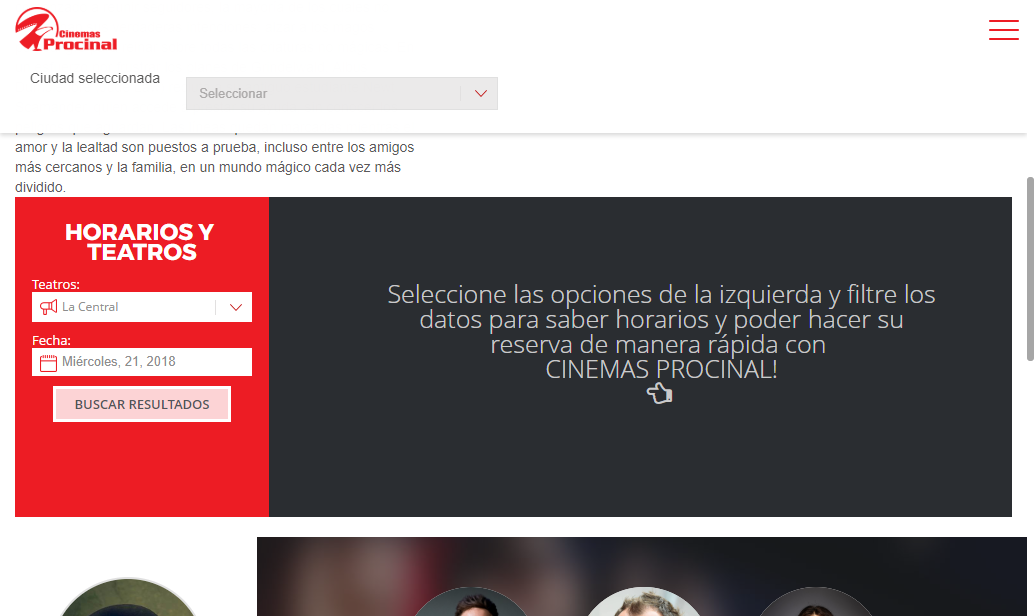 Cinemas
Procinal
Ciudad seleccionada
Seleccionar
amor y la lealtad son puestos a prueba, incluso entre los amigos
más cercanos y la familia, en un mundo mágico cada vez más
dividido.
HORARIOS Y
TEATROS
Teatros:
La Central
Fecha:
Miércoles, 21, 2018
BUSCAR RESULTADOS
Seleccione las opciones de la izquierda y filtre los
datos para saber horarios y poder hacer su
reserva de manera rápida con
CINEMAS PROCINAL!